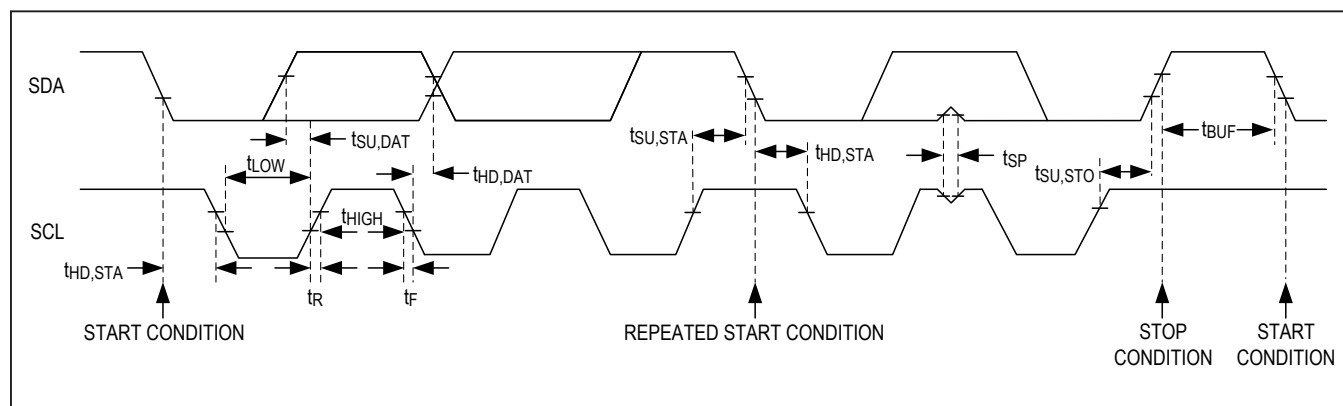 SDA
tSU,DAT
tLOW
tHD,DAT
tSU,STA
tHD,STA
tSP
tSU,STO
tBUF
SCL
tHIGH
tHD,STA
tR
tF
START CONDITION
REPEATED START CONDITION
STOP
CONDITION
START
CONDITION